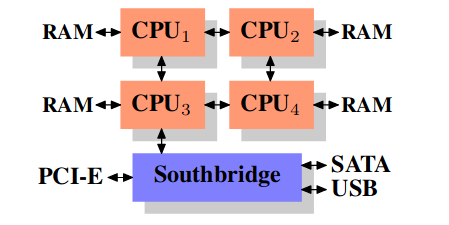 RAM CPU₁ CPU₂ RAM
RAM CPU₃ CPU₄ RAM
PCI-E Southbridge SATA
USB